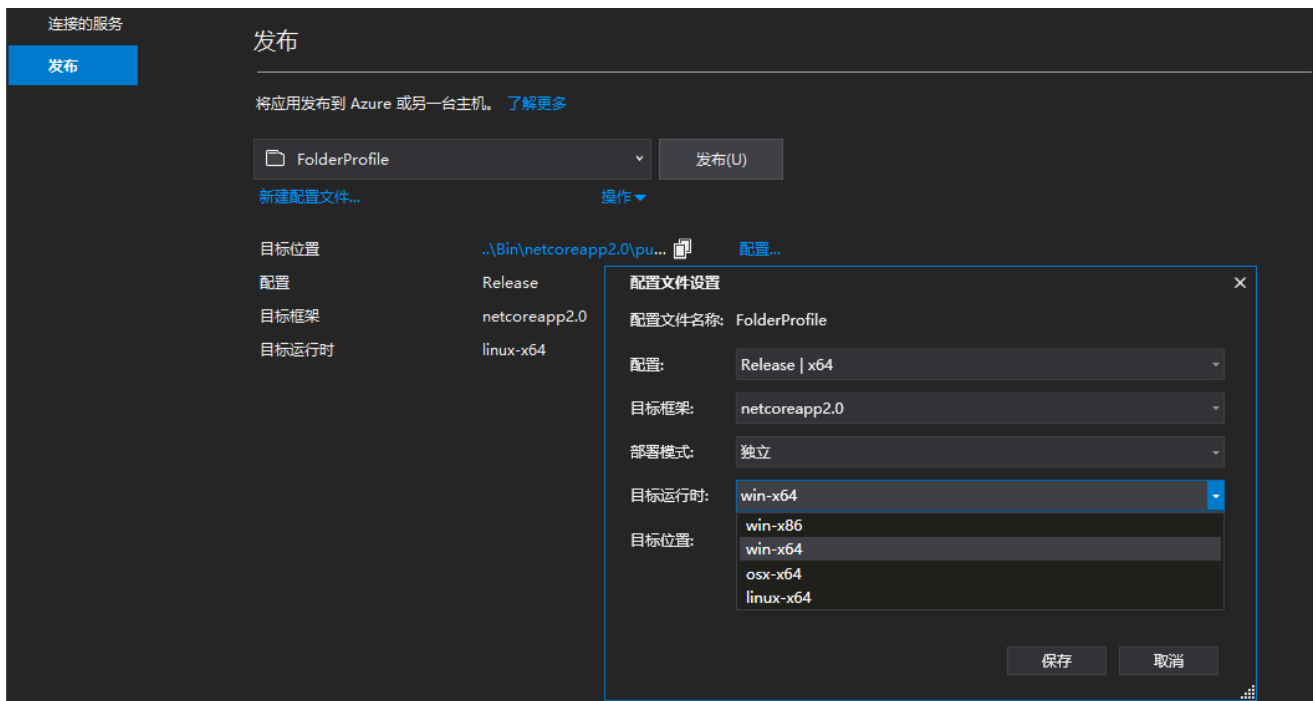 连接的服务
发布
发布
将应用发布到 Azure 或另一台主机。 了解更多
FolderProfile
发布(U)
新建配置文件...
操作
目标位置 ..\Bin\netcoreapp2.0\pu... 配置...
配置 Release
目标框架 netcoreapp2.0
目标运行时 linux-x64
配置文件设置
配置文件名称: FolderProfile
配置: Release | x64
目标框架: netcoreapp2.0
部署模式: 独立
目标运行时: win-x64
win-x86
目标位置:
win-x64
osx-x64
linux-x64
保存 取消